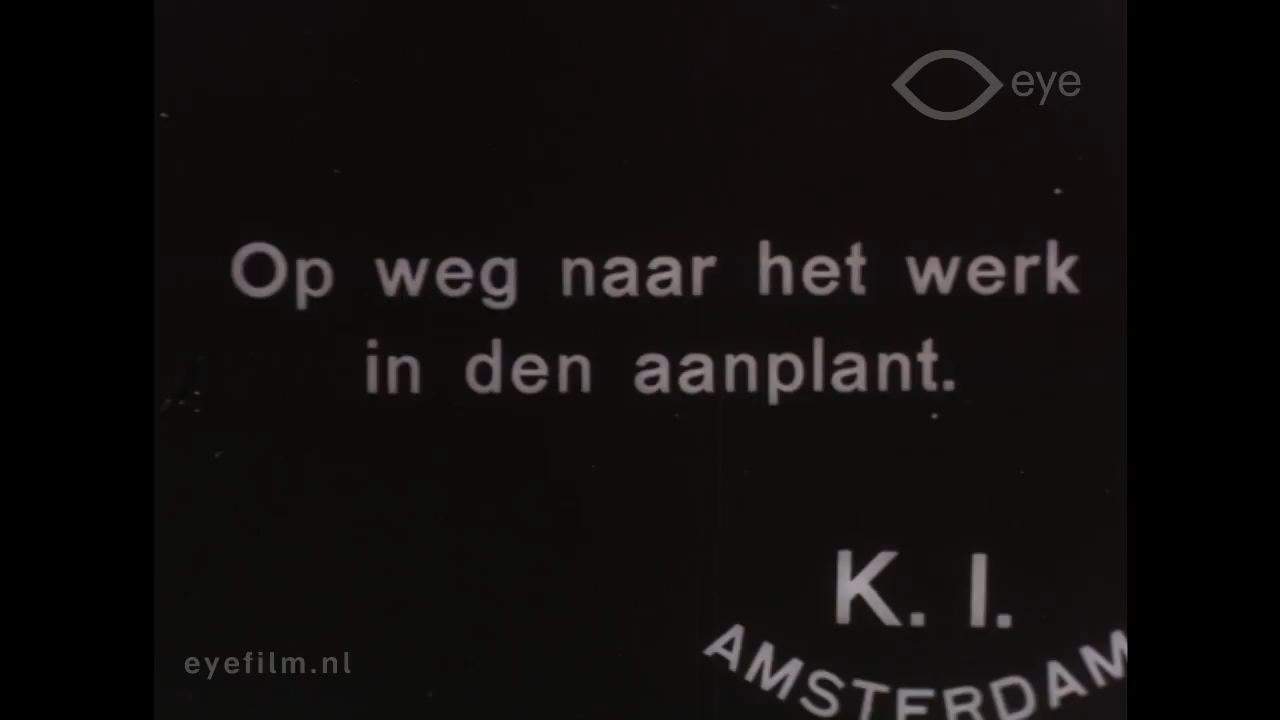 eye
Op weg naar het werk
in den aanplant.
K. I.
AMSTERDAM
eyefilm.nl